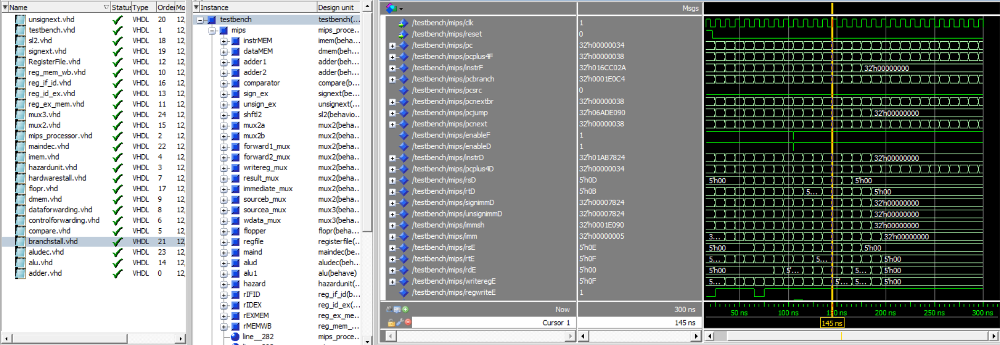 Name Status Type Order Mo
unsignext.vhd VHDL 20 12,
testbench.vhd VHDL 1 12,
sl2.vhd VHDL 18 12,
signext.vhd VHDL 19 12,
RegisterFile.vhd VHDL 12 12,
reg_mem_wb.vhd VHDL 10 12,
reg_if_id.vhd VHDL 16 12,
reg_id_ex.vhd VHDL 13 12,
reg_ex_mem.vhd VHDL 11 12,
mux3.vhd VHDL 24 12,
mux2.vhd VHDL 15 12,
mips_processor.vhd VHDL 2 12,
maindec.vhd VHDL 22 12,
imem.vhd VHDL 4 12,
hazardunit.vhd VHDL 3 12,
hardwarestall.vhd VHDL 7 12,
flopr.vhd VHDL 17 12,
dmem.vhd VHDL 9 12,
dataforwarding.vhd VHDL 8 12,
controlforwarding.vhd VHDL 6 12,
compare.vhd VHDL 5 12,
branchstall.vhd VHDL 21 12,
aludec.vhd VHDL 23 12,
alu.vhd VHDL 14 12,
adder.vhd VHDL 0 12,
Instance Design unit
testbench testbench(...
mips mips_proce...
instrMEM imem(beha...
dataMEM dmem(beh...
adder1 adder(beh...
adder2 adder(beh...
comparator compare(b...
sign_ex signext(be...
unsign_ex unsignext(...
shftl2 sl2(behavio...
mux2a mux2(beha...
mux2b mux2(beha...
forward1_mux mux2(beha...
forward2_mux mux2(beha...
writereg_mux mux2(beha...
result_mux mux2(beha...
immediate_mux mux2(beha...
sourceb_mux mux2(beha...
sourcea_mux mux3(beha...
wdata_mux mux3(beha...
flopper flopr(beha...
regfile registerfile(...
maind maindec(be...
alud aludec(beh...
alu1 alu(behave)
hazard hazardunit(...
rIFID reg_if_id(b...
rIDEX reg_id_ex(...
rEXMEM reg_ex_me...
rMEMWB reg_mem_...
line__282 mips_proce...
Msgs
/testbench/mips/clk 1
/testbench/mips/reset 0
/testbench/mips/pc 32'h00000034
/testbench/mips/pcplus4F 32'h00000038
/testbench/mips/instrF 32'h016CC02A 32'h00000000
/testbench/mips/pcbranch 32'h0001E0C4
/testbench/mips/pcsrc 0
/testbench/mips/pcnextbr 32'h00000038
/testbench/mips/pcjump 32'h06ADE090 32'h00000000
/testbench/mips/pcnext 32'h00000038
/testbench/mips/enableF 1
/testbench/mips/enableD 1
/testbench/mips/instrD 32'h01AB7824 32'h00000000
/testbench/mips/pcplus4D 32'h00000034
/testbench/mips/rsD 5'h0D 5'h00 5'h00
/testbench/mips/rtD 5'h0B 5... 5'h00
/testbench/mips/signimmD 32'h00007824 32'h00000000
/testbench/mips/unsignimmD 32'h00007824 32'h00000000
/testbench/mips/immsh 32'h0001E090 32'h00000000
/testbench/mips/imm 32'h00000005 3... 32'h00000000
/testbench/mips/rsE 5'h0E 5'h00 5'h00
/testbench/mips/rtE 5'h0F 5... 5... 5'h00
/testbench/mips/rdE 5'h00 5'h00 5'... 5... 5'h00
/testbench/mips/writeregE 5'h0F 5... 5'... 5... 5'h00
/testbench/mips/regwriteE 1
Now 300 ns 50 ns 100 ns 150 ns 200 ns 250 ns 300 ns
Cursor 1 145 ns 145 ns